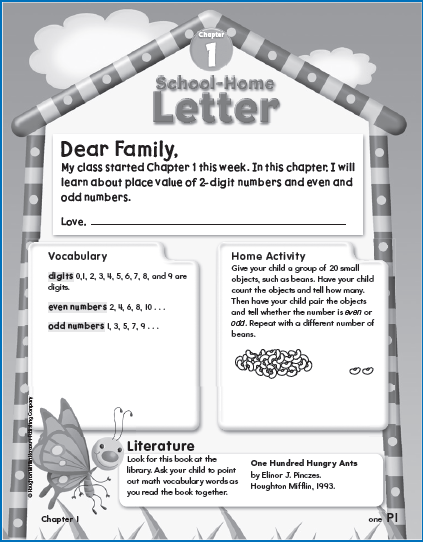 Chapter
1
School-Home
Letter
Dear Family,
My class started Chapter 1 this week. In this chapter, I will
learn about place value of 2-digit numbers and even and
odd numbers.
Love,
Vocabulary
digits 0,1, 2, 3, 4, 5, 6, 7, 8, and 9 are
digits.
even numbers 2, 4, 6, 8, 10 . . .
odd numbers 1, 3, 5, 7, 9 . . .
Home Activity
Give your child a group of 20 small
objects, such as beans. Have your child
count the objects and tell how many.
Then have your child pair the objects
and tell whether the number is even or
odd. Repeat with a different number of
beans.
Literature
Look for this book at the
library. Ask your child to point
out math vocabulary words as
you read the book together.
One Hundred Hungry Ants
by Elinor J. Pinczes.
Houghton Mifflin, 1993.
© Houghton Mifflin Harcourt Publishing Company
Chapter 1
one P1